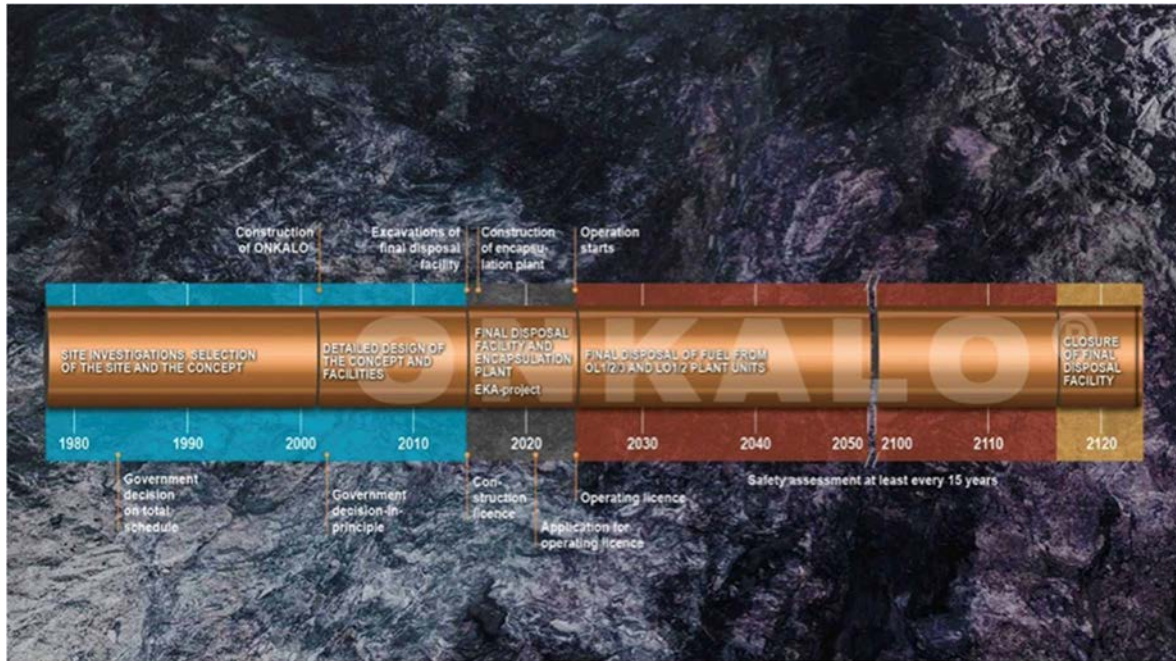 Construction
of ONKALO
Excavations of
final disposal
facility
Construction
of encapsu-
lation plant
Operation
starts
ONKALO®
SITE INVESTIGATIONS, SELECTION
OF THE SITE AND THE CONCEPT
DETAILED DESIGN OF
THE CONCEPT AND
FACILITIES
FINAL DISPOSAL
FACILITY AND
ENCAPSULATION
PLANT
EKA-project
FINAL DISPOSAL OF FUEL FROM
OL1/2/3 AND LO1/2 PLANT UNITS
CLOSURE
OF FINAL
DISPOSAL
FACILITY
1980 1990 2000 2010 2020 2030 2040 2050 2100 2110 2120
Government
decision
on total
schedule
Government
decision-in-
principle
Con-
struction
licence
Application for
operating licence
Operating licence
Safety assessment at least every 15 years